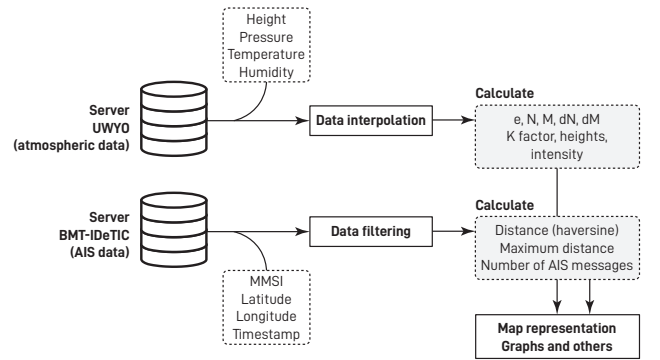 Height
Pressure
Temperature
Humidity
Server
UWYO
(atmospheric data)
Data interpolation
Calculate
e, N, M, dN, dM
K factor, heights,
intensity
Server
BMT-IDeTIC
(AIS data)
Data filtering
Calculate
Distance (haversine)
Maximum distance
Number of AIS messages
MMSI
Latitude
Longitude
Timestamp
Map representation
Graphs and others